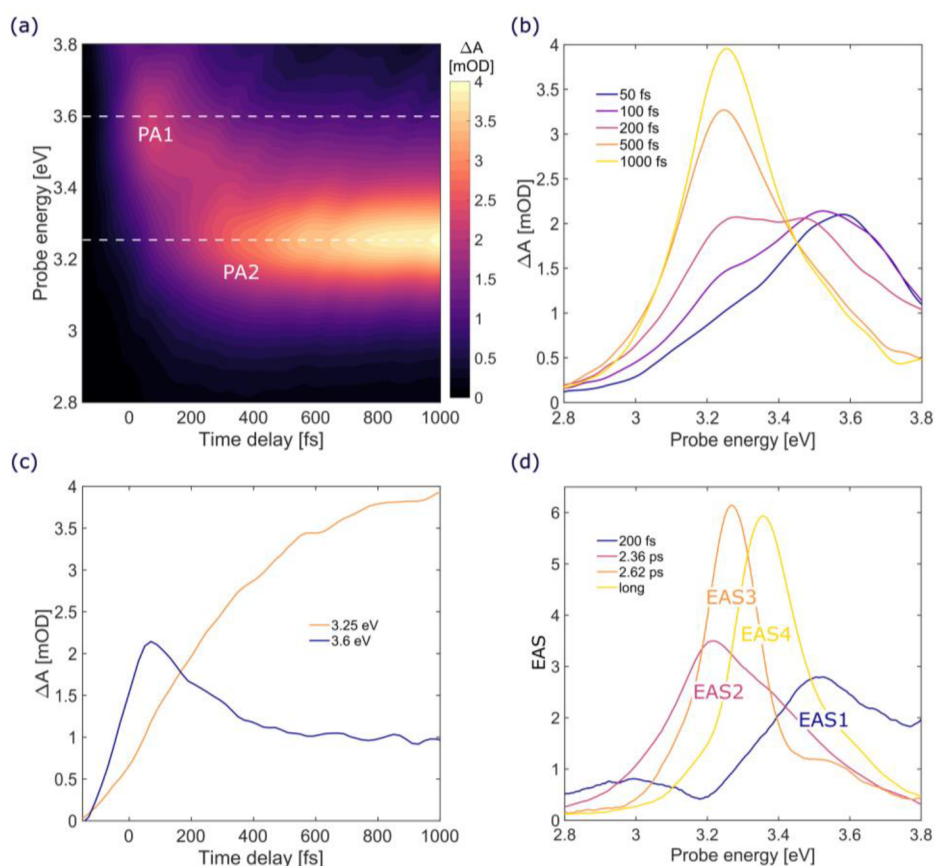 (a)
3.8
3.6
3.4
3.2
3
2.8
Probe energy [eV]
PA1
PA2
0
200
400
600
800
1000
Time delay [fs]
ΔA
[mOD]
4
3.5
3
2.5
2
1.5
1
0.5
0
(b)
4
3.5
3
2.5
2
1.5
1
0.5
0
ΔA [mOD]
50 fs
100 fs
200 fs
500 fs
1000 fs
2.8
3
3.2
3.4
3.6
3.8
Probe energy [eV]
(c)
4
3.5
3
2.5
2
1.5
1
0.5
0
ΔA [mOD]
3.25 eV
3.6 eV
0
200
400
600
800
1000
Time delay [fs]
(d)
6
5
4
3
2
1
0
EAS
200 fs
2.36 ps
2.62 ps
long
EAS3
EAS4
EAS2
EAS1
2.8
3
3.2
3.4
3.6
3.8
Probe energy [eV]